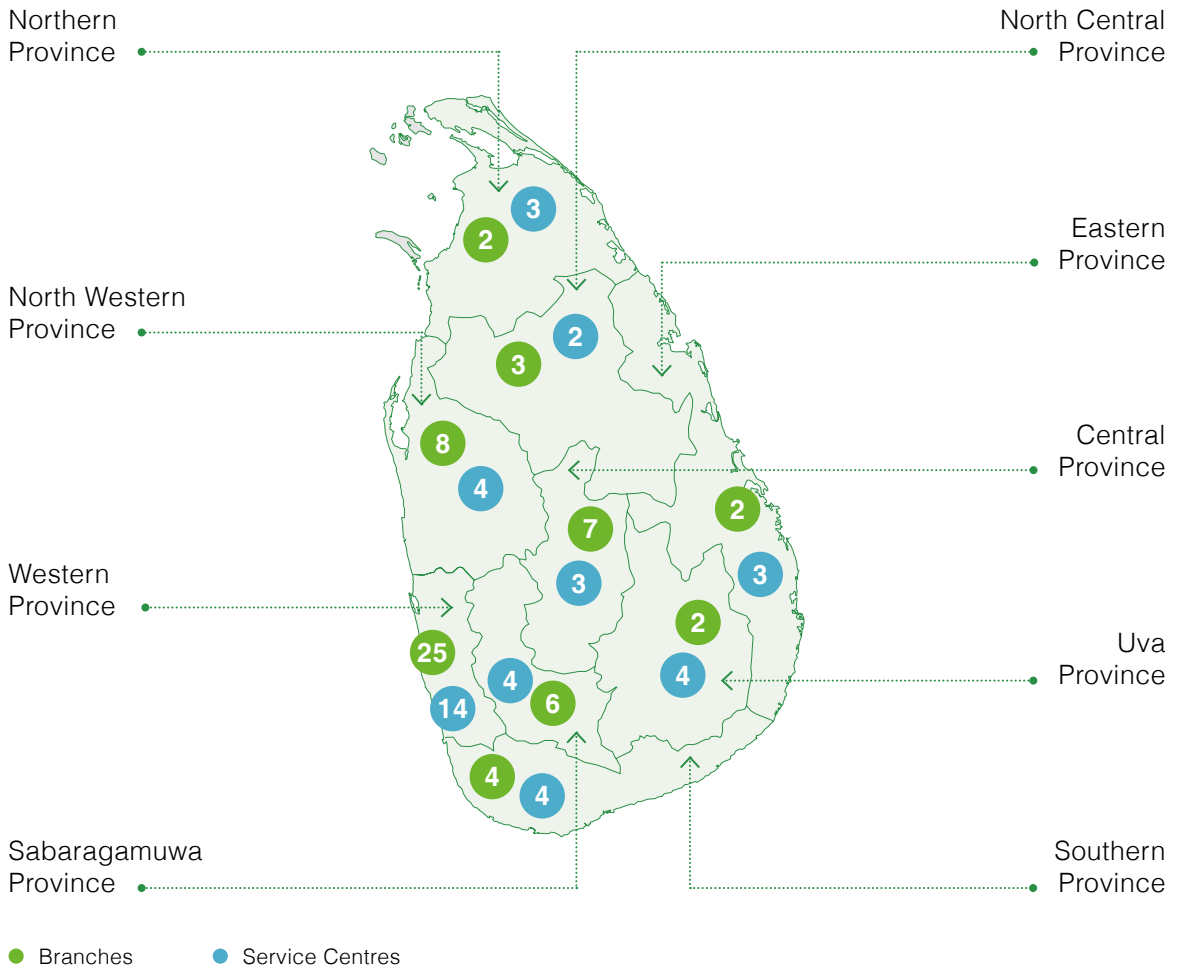 Northern
Province
North Central
Province
3
2
Eastern
Province
North Western
Province
2
3
8
Central
Province
4
2
7
Western
Province
3
3
2
25
Uva
Province
4
4
6
14
4
4
Sabaragamuwa
Province
Southern
Province
Branches
Service Centres